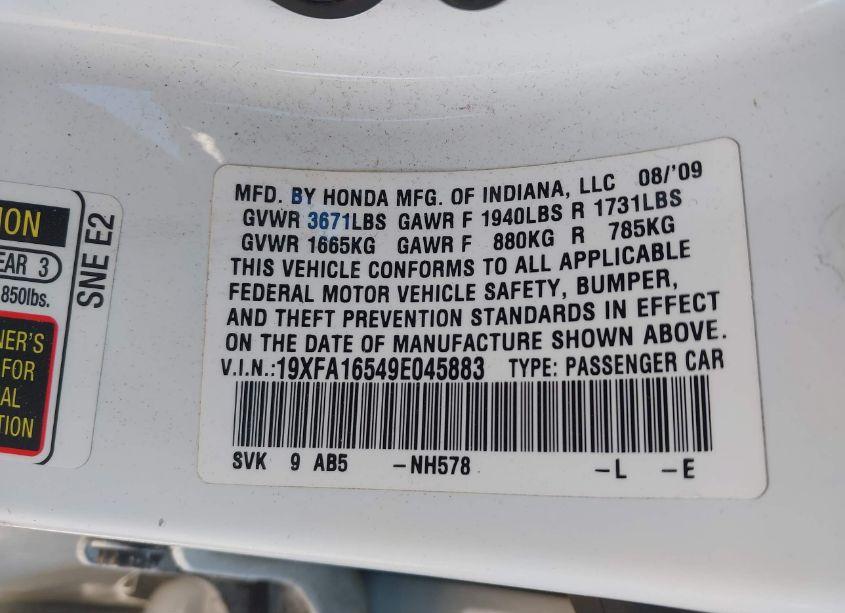 MFD. BY HONDA MFG. OF INDIANA, LLC 08/'09
GVWR 3671LBS GAWR F 1940LBS R 1731LBS
GVWR 1665KG GAWR F 880KG R 785KG
THIS VEHICLE CONFORMS TO ALL APPLICABLE
FEDERAL MOTOR VEHICLE SAFETY, BUMPER,
AND THEFT PREVENTION STANDARDS IN EFFECT
ON THE DATE OF MANUFACTURE SHOWN ABOVE.
V.I.N.:19XFA16549E045883 TYPE: PASSENGER CAR
SVK 9 AB5 -NH578 -L -E
SNE E2
ION
EAR 3
850lbs.
NER'S
FOR
AL
TION